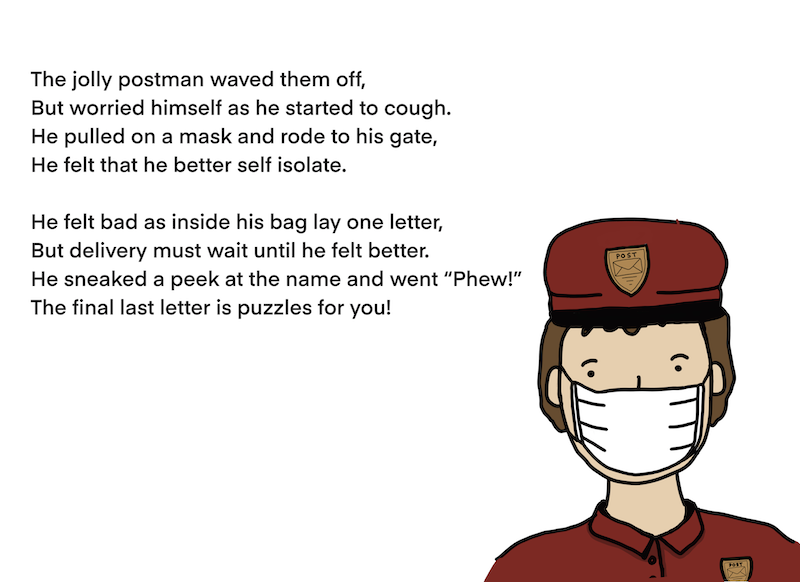 The jolly postman waved them off,
But worried himself as he started to cough.
He pulled on a mask and rode to his gate,
He felt that he better self isolate.
He felt bad as inside his bag lay one letter,
But delivery must wait until he felt better.
He sneaked a peek at the name and went “Phew!”
The final last letter is puzzles for you!
POST
POST